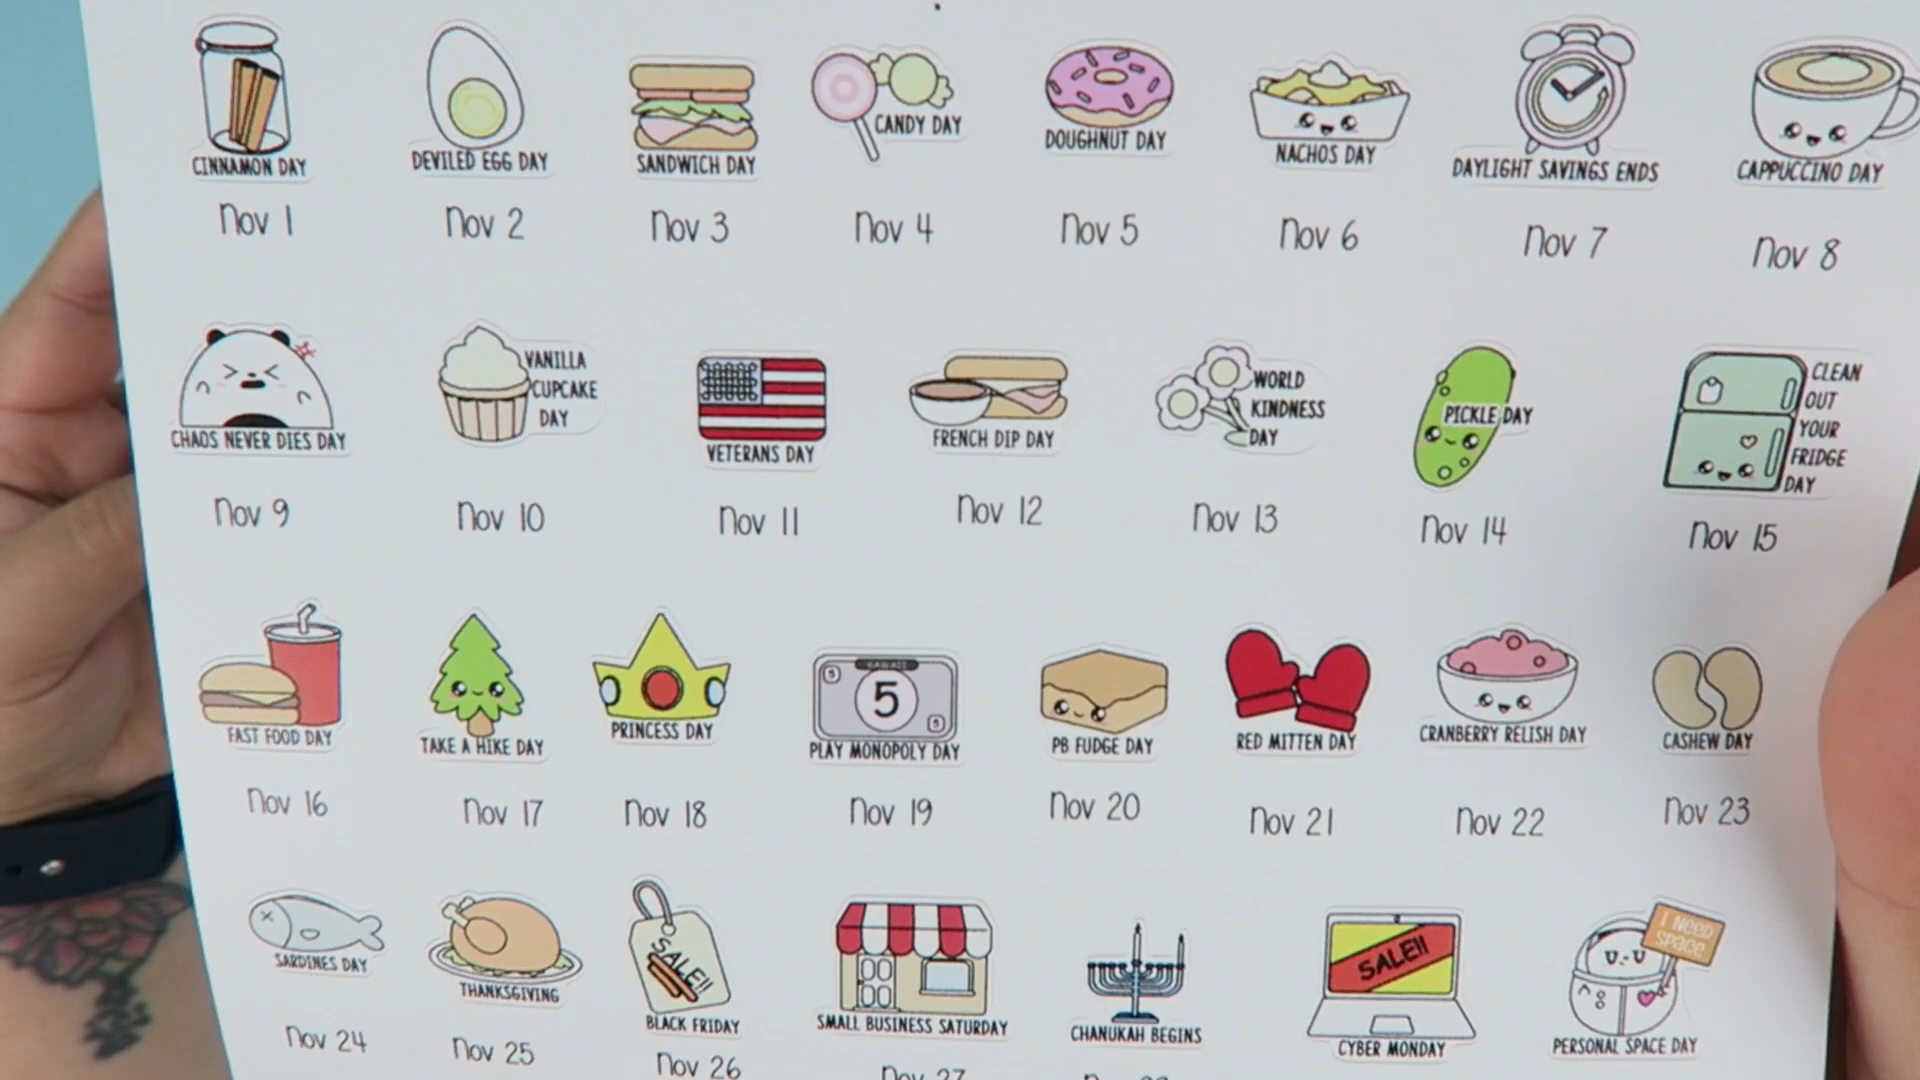 CINNAMON DAY
Nov 1
DEVILED EGG DAY
Nov 2
SANDWICH DAY
Nov 3
CANDY DAY
Nov 4
DOUGHNUT DAY
Nov 5
NACHOS DAY
Nov 6
DAYLIGHT SAVINGS ENDS
Nov 7
CAPPUCCINO DAY
Nov 8
CHAOS NEVER DIES DAY
Nov 9
VANILLA
CUPCAKE
DAY
Nov 10
VETERANS DAY
Nov 11
FRENCH DIP DAY
Nov 12
WORLD
KINDNESS
DAY
Nov 13
PICKLE DAY
Nov 14
CLEAN
OUT
YOUR
FRIDGE
DAY
Nov 15
FAST FOOD DAY
Nov 16
TAKE A HIKE DAY
Nov 17
PRINCESS DAY
Nov 18
KAWAII
5
5
5
PLAY MONOPOLY DAY
Nov 19
PB FUDGE DAY
Nov 20
RED MITTEN DAY
Nov 21
CRANBERRY RELISH DAY
Nov 22
CASHEW DAY
Nov 23
SARDINES DAY
Nov 24
THANKSGIVING
Nov 25
SALE!!
BLACK FRIDAY
Nov 26
SMALL BUSINESS SATURDAY
Nov 27
CHANUKAH BEGINS
SALE!!
CYBER MONDAY
I NEED
SPACE
PERSONAL SPACE DAY